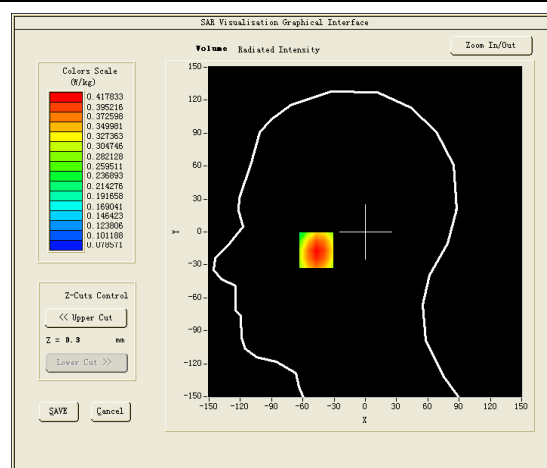 SAR Visualisation Graphical Interface
Volume Radiated Intensity
Zoom In/Out
Colors Scale
(W/kg)
0.417833
0.395216
0.372598
0.349981
0.327363
0.304746
0.282128
0.259511
0.236893
0.214276
0.191658
0.169041
0.146423
0.123806
0.101188
0.078571
150
120
90
60
30
0
-30
-60
-90
-120
-150
Y
-150 -120 -90 -60 -30 0 30 60 90 120 150
X
Z-Cuts Control
<< Upper Cut
Z = 0.3 mm
Lower Cut >>
SAVE
Cancel